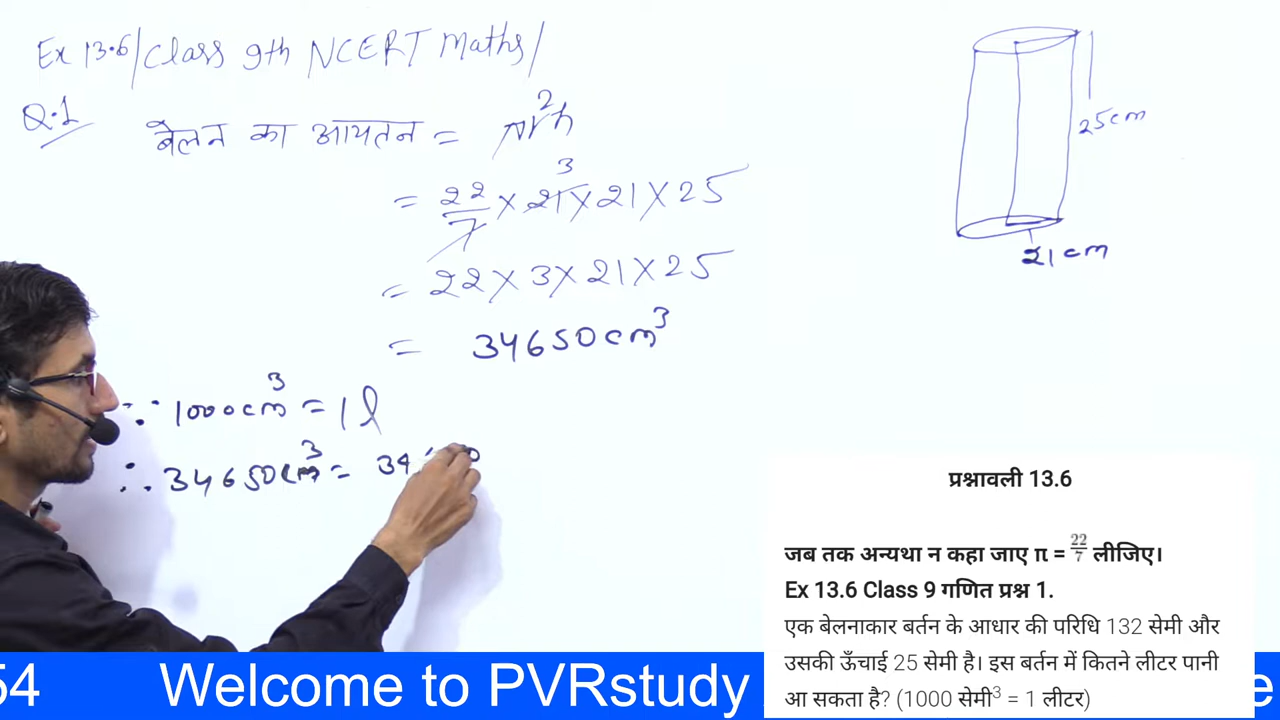 Ex 13.6/Class 9th NCERT Maths/
Q.1
बेलन का आयतन = πr²h
= 22/7 × 21 × 21 × 25
3
= 22 × 3 × 21 × 25
= 34650 cm³
∵ 1000 cm³ = 1 l
∴ 34650 cm³ = 34
25 cm
21 cm
प्रश्नावली 13.6
जब तक अन्यथा न कहा जाए π = 22/7 लीजिए।
Ex 13.6 Class 9 गणित प्रश्न 1.
एक बेलनाकार बर्तन के आधार की परिधि 132 सेमी और
उसकी ऊँचाई 25 सेमी है। इस बर्तन में कितने लीटर पानी
आ सकता है? (1000 सेमी³ = 1 लीटर)
54 Welcome to PVRstudy e